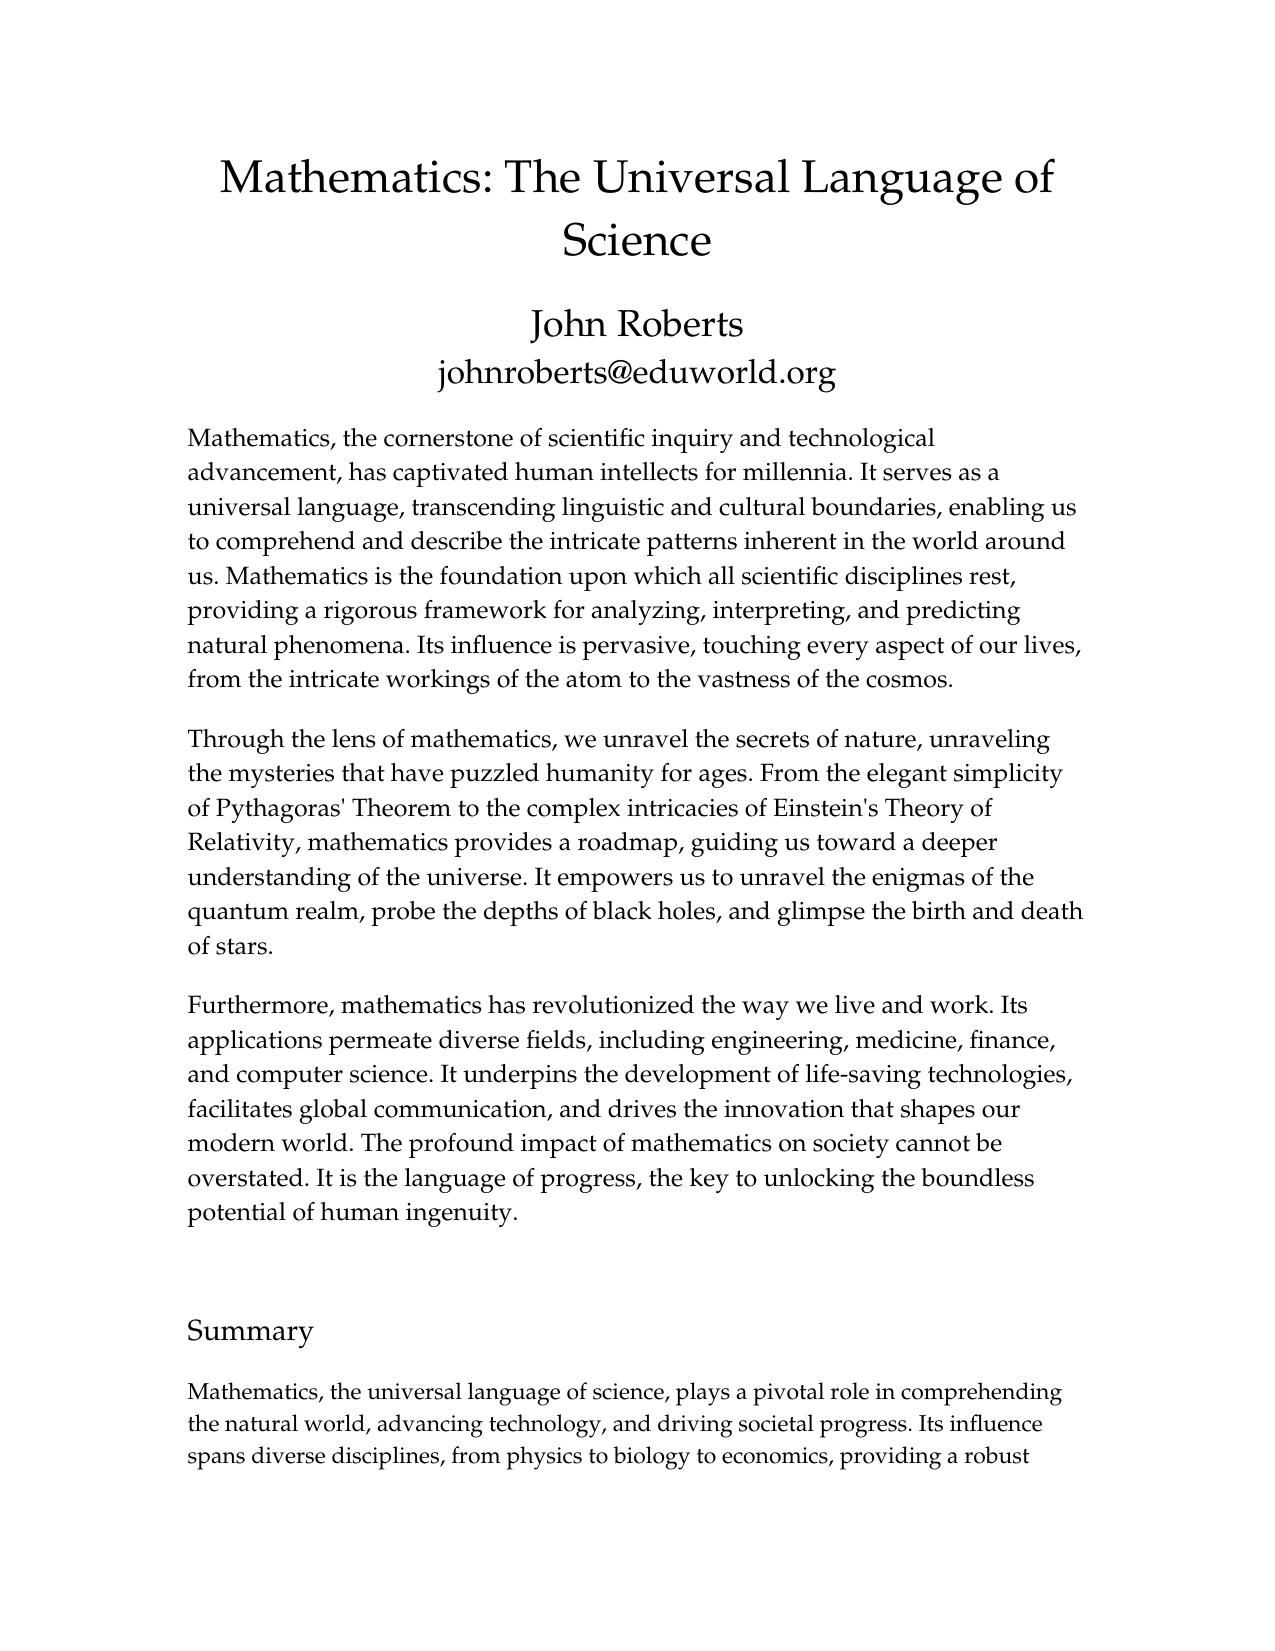 Mathematics: The Universal Language of
Science
John Roberts
johnroberts@eduworld.org
Mathematics, the cornerstone of scientific inquiry and technological
advancement, has captivated human intellects for millennia. It serves as a
universal language, transcending linguistic and cultural boundaries, enabling us
to comprehend and describe the intricate patterns inherent in the world around
us. Mathematics is the foundation upon which all scientific disciplines rest,
providing a rigorous framework for analyzing, interpreting, and predicting
natural phenomena. Its influence is pervasive, touching every aspect of our lives,
from the intricate workings of the atom to the vastness of the cosmos.
Through the lens of mathematics, we unravel the secrets of nature, unraveling
the mysteries that have puzzled humanity for ages. From the elegant simplicity
of Pythagoras' Theorem to the complex intricacies of Einstein's Theory of
Relativity, mathematics provides a roadmap, guiding us toward a deeper
understanding of the universe. It empowers us to unravel the enigmas of the
quantum realm, probe the depths of black holes, and glimpse the birth and death
of stars.
Furthermore, mathematics has revolutionized the way we live and work. Its
applications permeate diverse fields, including engineering, medicine, finance,
and computer science. It underpins the development of life-saving technologies,
facilitates global communication, and drives the innovation that shapes our
modern world. The profound impact of mathematics on society cannot be
overstated. It is the language of progress, the key to unlocking the boundless
potential of human ingenuity.
Summary
Mathematics, the universal language of science, plays a pivotal role in comprehending
the natural world, advancing technology, and driving societal progress. Its influence
spans diverse disciplines, from physics to biology to economics, providing a robust